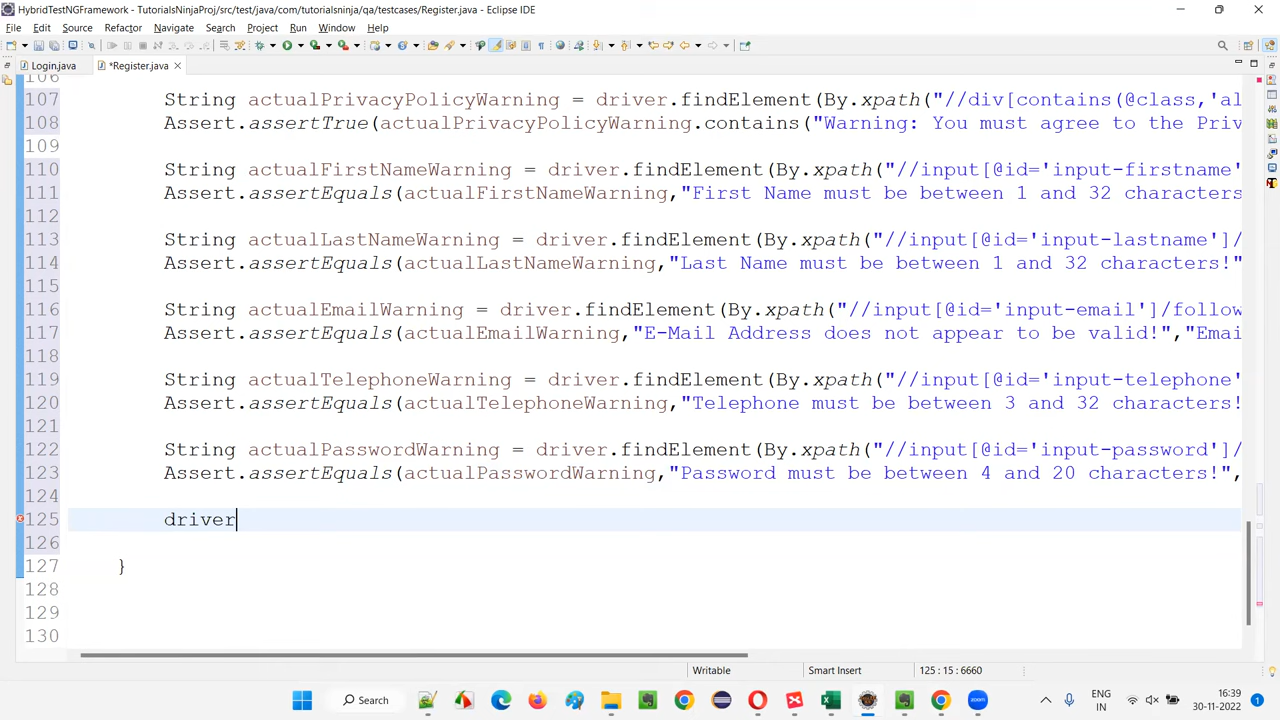 HybridTestNGFramework - TutorialsNinjaProj/src/test/java/com/tutorialsninja/qa/testcases/Register.java - Eclipse IDE
File Edit Source Refactor Navigate Search Project Run Window Help
Login.java *Register.java
106
107 String actualPrivacyPolicyWarning = driver.findElement(By.xpath("//div[contains(@class,'al
108 Assert.assertTrue(actualPrivacyPolicyWarning.contains("Warning: You must agree to the Priv
109
110 String actualFirstNameWarning = driver.findElement(By.xpath("//input[@id='input-firstname'
111 Assert.assertEquals(actualFirstNameWarning,"First Name must be between 1 and 32 characters
112
113 String actualLastNameWarning = driver.findElement(By.xpath("//input[@id='input-lastname']/
114 Assert.assertEquals(actualLastNameWarning,"Last Name must be between 1 and 32 characters!"
115
116 String actualEmailWarning = driver.findElement(By.xpath("//input[@id='input-email']/follow
117 Assert.assertEquals(actualEmailWarning,"E-Mail Address does not appear to be valid!","Emai
118
119 String actualTelephoneWarning = driver.findElement(By.xpath("//input[@id='input-telephone'
120 Assert.assertEquals(actualTelephoneWarning,"Telephone must be between 3 and 32 characters!
121
122 String actualPasswordWarning = driver.findElement(By.xpath("//input[@id='input-password']/
123 Assert.assertEquals(actualPasswordWarning,"Password must be between 4 and 20 characters!",
124
125 driver
126
127 }
128
129
130
Writable Smart Insert 125 : 15 : 6660
Search zoom ENG 16:39
IN 30-11-2022 1